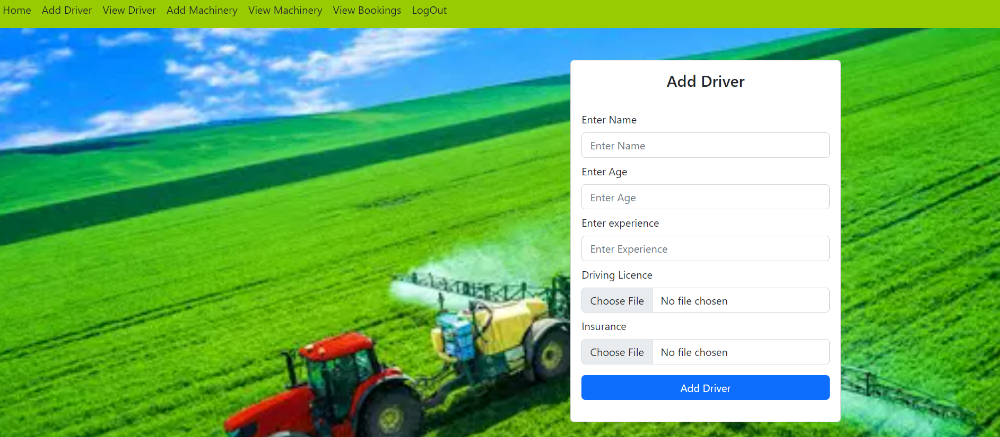 Home Add Driver View Driver Add Machinery View Machinery View Bookings LogOut
Add Driver
Enter Name
Enter Name
Enter Age
Enter Age
Enter experience
Enter Experience
Driving Licence
Choose File No file chosen
Insurance
Choose File No file chosen
Add Driver